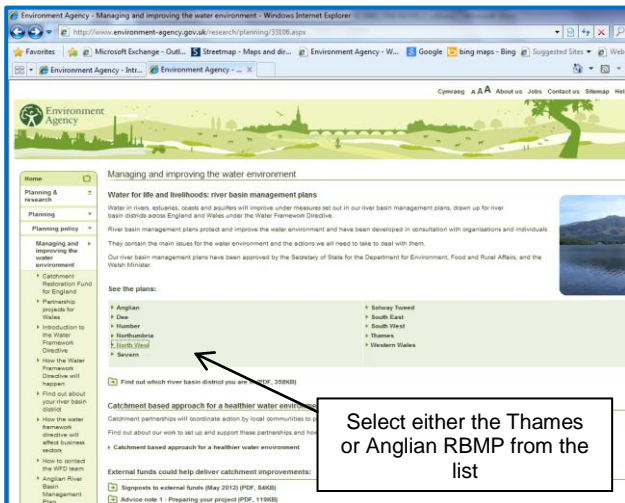 Environment Agency - Managing and improving the water environment - Windows Internet Explorer
http://www.environment-agency.gov.uk/research/planning/33106.aspx
Favorites Microsoft Exchange - Outl... Streetmap - Maps and dir... Environment Agency - W... Google bing maps - Bing Suggested Sites Web
Environment Agency - Intr... Environment Agency - ... X
Cymraeg A A A About us Jobs Contact us Sitemap Hel
Environment
Agency
Home
Planning &
research
Planning
Planning policy
Managing and
improving the
water
environment
Catchment
Restoration Fund
for England
Partnership
projects for
Wales
Introduction to
the Water
Framework
Directive
How the Water
Framework
Directive will
happen
Find out about
your river basin
district
How the water
framework
directive will
affect business
sectors
How to contact
the WFD team
Anglian River
Basin
Management
Plan
Managing and improving the water environment
Water for life and livelihoods: river basin management plans
Water in rivers, estuaries, coasts and aquifers will improve under measures set out in our river basin management plans, drawn up for river
basin districts across England and Wales under the Water Framework Directive.
River basin management plans protect and improve the water environment and have been developed in consultation with organisations and individuals.
They contain the main issues for the water environment and the actions we all need to take to deal with them.
Our river basin management plans have been approved by the Secretary of State for the Department for Environment, Food and Rural Affairs, and the
Welsh Minister.
See the plans:
Anglian
Dee
Humber
Northumbria
North West
Severn
Solway Tweed
South East
South West
Thames
Western Wales
Find out which river basin district you are in (PDF, 358KB)
Catchment based approach for a healthier water environme
Catchment partnerships will coordinate action by local communities to
Find out about our work to set up and support these partnerships and ho
Catchment based approach for a healthier water environment
External funds could help deliver catchment improvements:
Signposts to external funds (May 2012) (PDF, 84KB)
Advice note 1 - Preparing your project (PDF, 119KB)
Select either the Thames
or Anglian RBMP from the
list